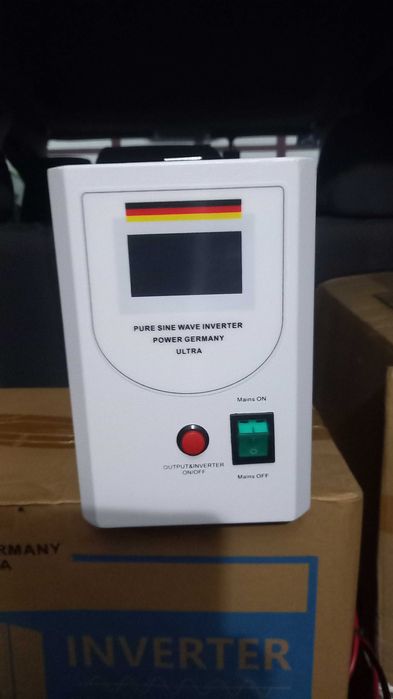 PURE SINE WAVE INVERTER
POWER GERMANY
ULTRA
Mains ON
OUTPUT&INVERTER
ON/OFF
Mains OFF
RMANY
A
INVERTER